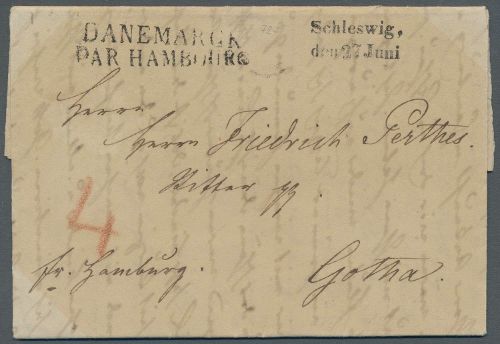 DANEMARCK
PAR HAMBOURG
Schleswig,
den 27 Juni
Herrn
Herrn Friedrich Perthes.
Ritter pp
4
fr. Hamburg.
Gotha.